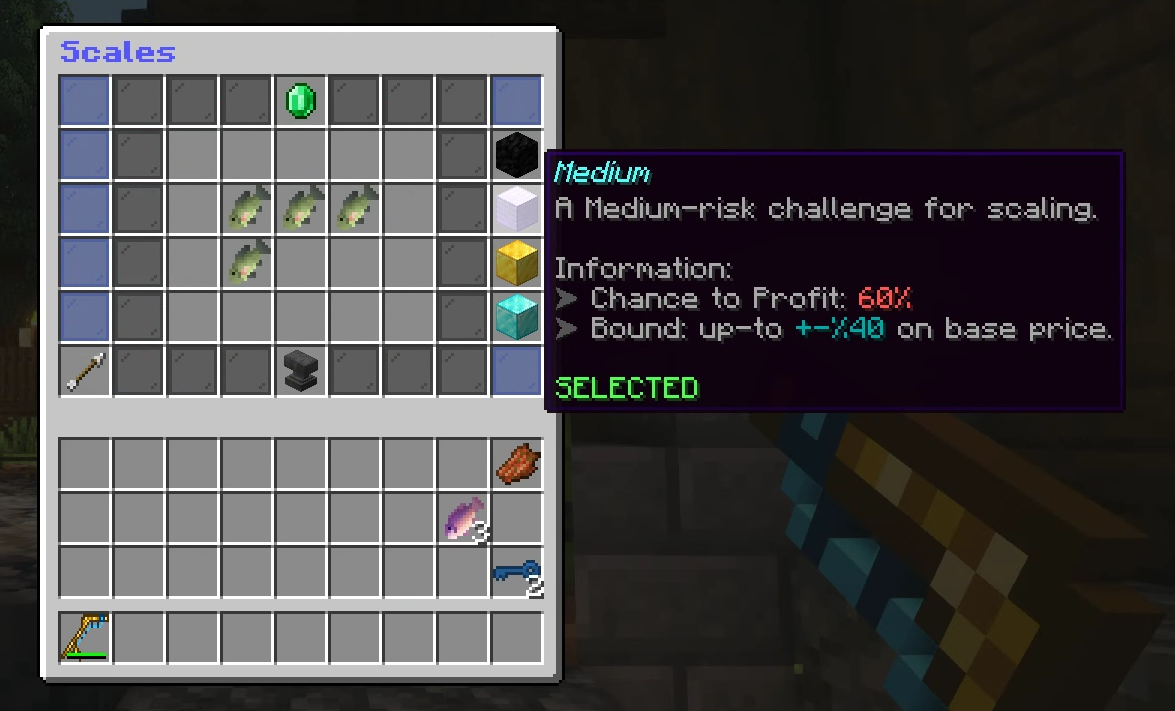 Scales
Medium
A Medium-risk challenge for scaling.
Information:
➤ Chance to Profit: 60%
➤ Bound: up-to +-%40 on base price.
SELECTED
3
2